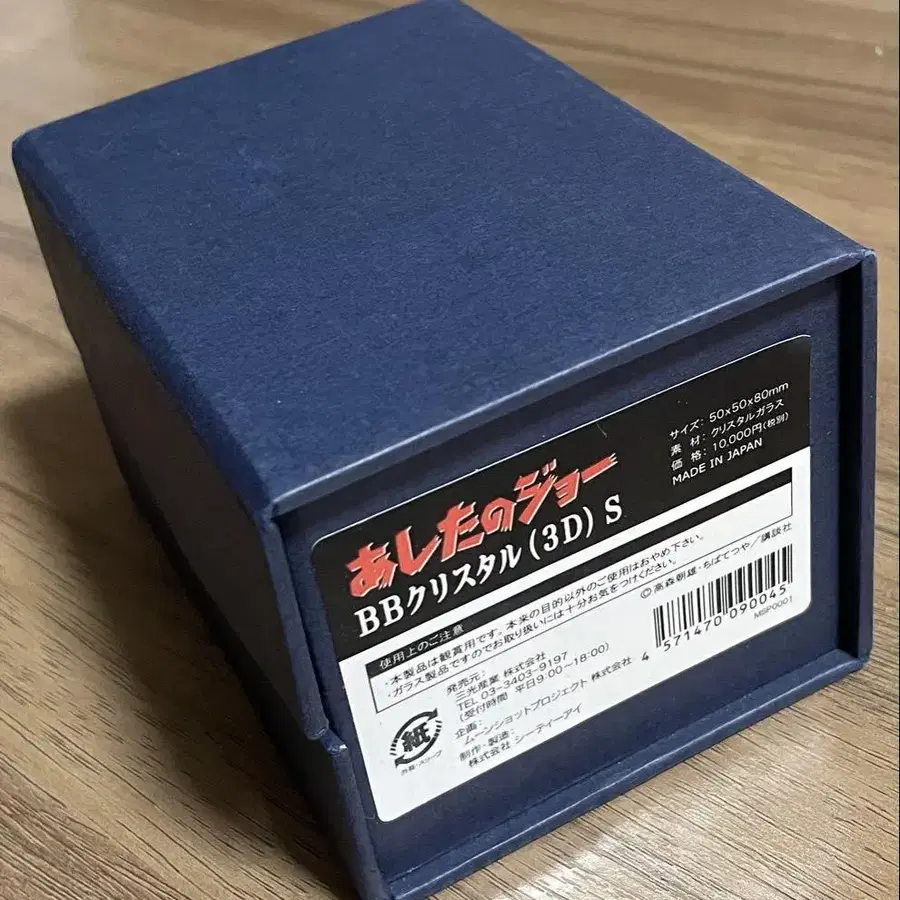 あしたのジョー
BBクリスタル(3D) S
サイズ: 50x50x80mm
素 材: クリスタルガラス
価 格: 10,000円(税別)
MADE IN JAPAN
使用上のご注意
・本製品は観賞用です。本来の目的以外のご使用はおやめ下さい。
・ガラス製品ですのでお取り扱いには十分お気をつけください。
©高森朝雄・ちばてつや/講談社
発売元:
三光産業 株式会社
TEL 03-3403-9197
(受付時間 平日9:00~18:00)
企画:
ムーンショットプロジェクト 株式会社
制作・製造:
株式会社 シーティーアイ
紙
外箱・スリーブ
4 571470 090045
MSP0001